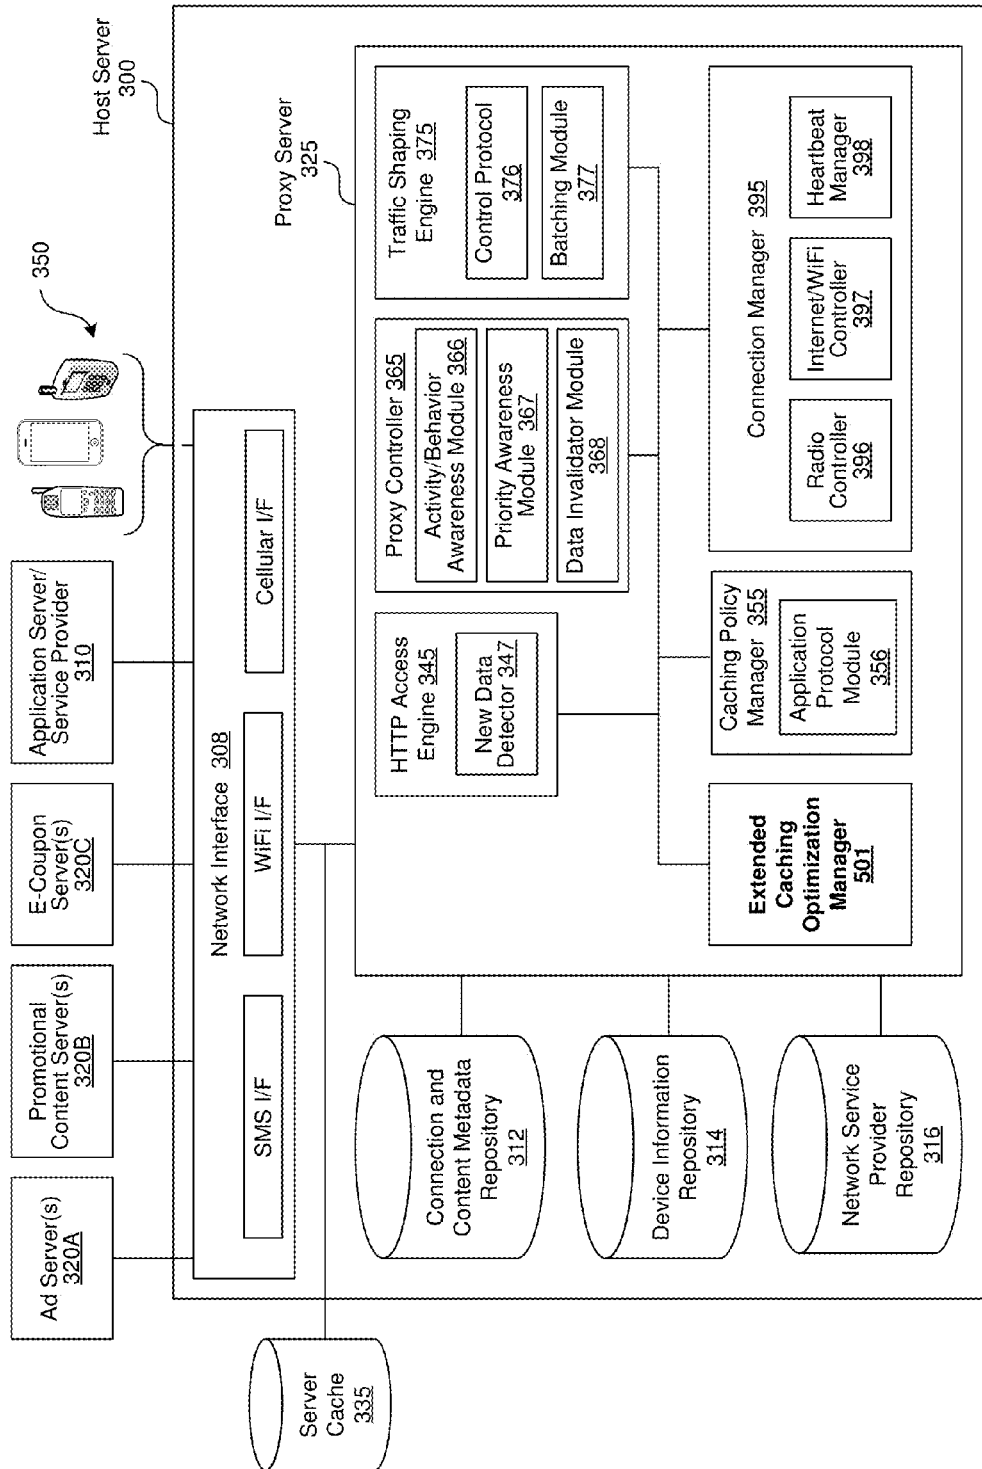 Ad Server(s)
320A
Promotional
Content Server(s)
320B
E-Coupon
Server(s)
320C
Application Server/
Service Provider
310
350
Host Server
300
Network Interface 308
SMS I/F
WiFi I/F
Cellular I/F
Server
Cache
335
Proxy Server
325
Connection and
Content Metadata
Repository
312
Device Information
Repository
314
Network Service
Provider
Repository
316
HTTP Access
Engine 345
New Data
Detector 347
Proxy Controller 365
Activity/Behavior
Awareness Module 366
Priority Awareness
Module 367
Data Invalidator Module
368
Traffic Shaping
Engine 375
Control Protocol
376
Batching Module
377
Extended
Caching
Optimization
Manager
501
Caching Policy
Manager 355
Application
Protocol
Module
356
Connection Manager 395
Radio
Controller
396
Internet/WiFi
Controller
397
Heartbeat
Manager
398